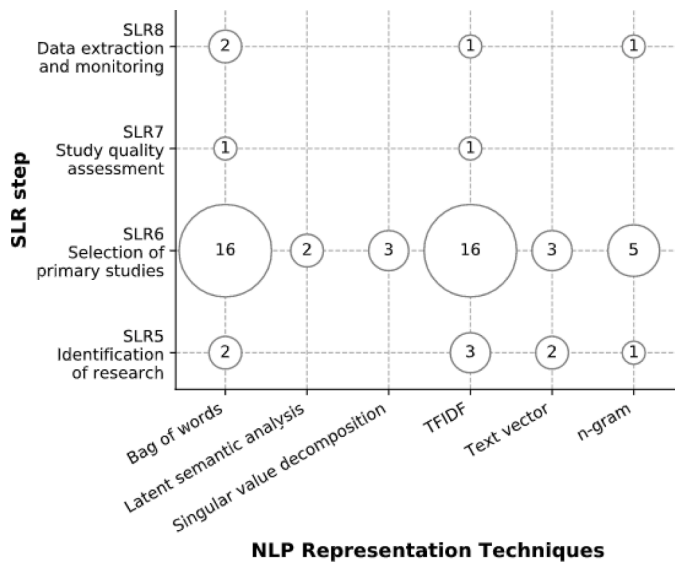 SLR8
Data extraction
and monitoring
2
1
1
SLR7
Study quality
assessment
1
1
SLR step
SLR6
Selection of
primary studies
16
2
3
16
3
5
SLR5
Identification
of research
2
3
2
1
Bag of words
Latent semantic analysis
Singular value decomposition
TFIDF
Text vector
n-gram
NLP Representation Techniques